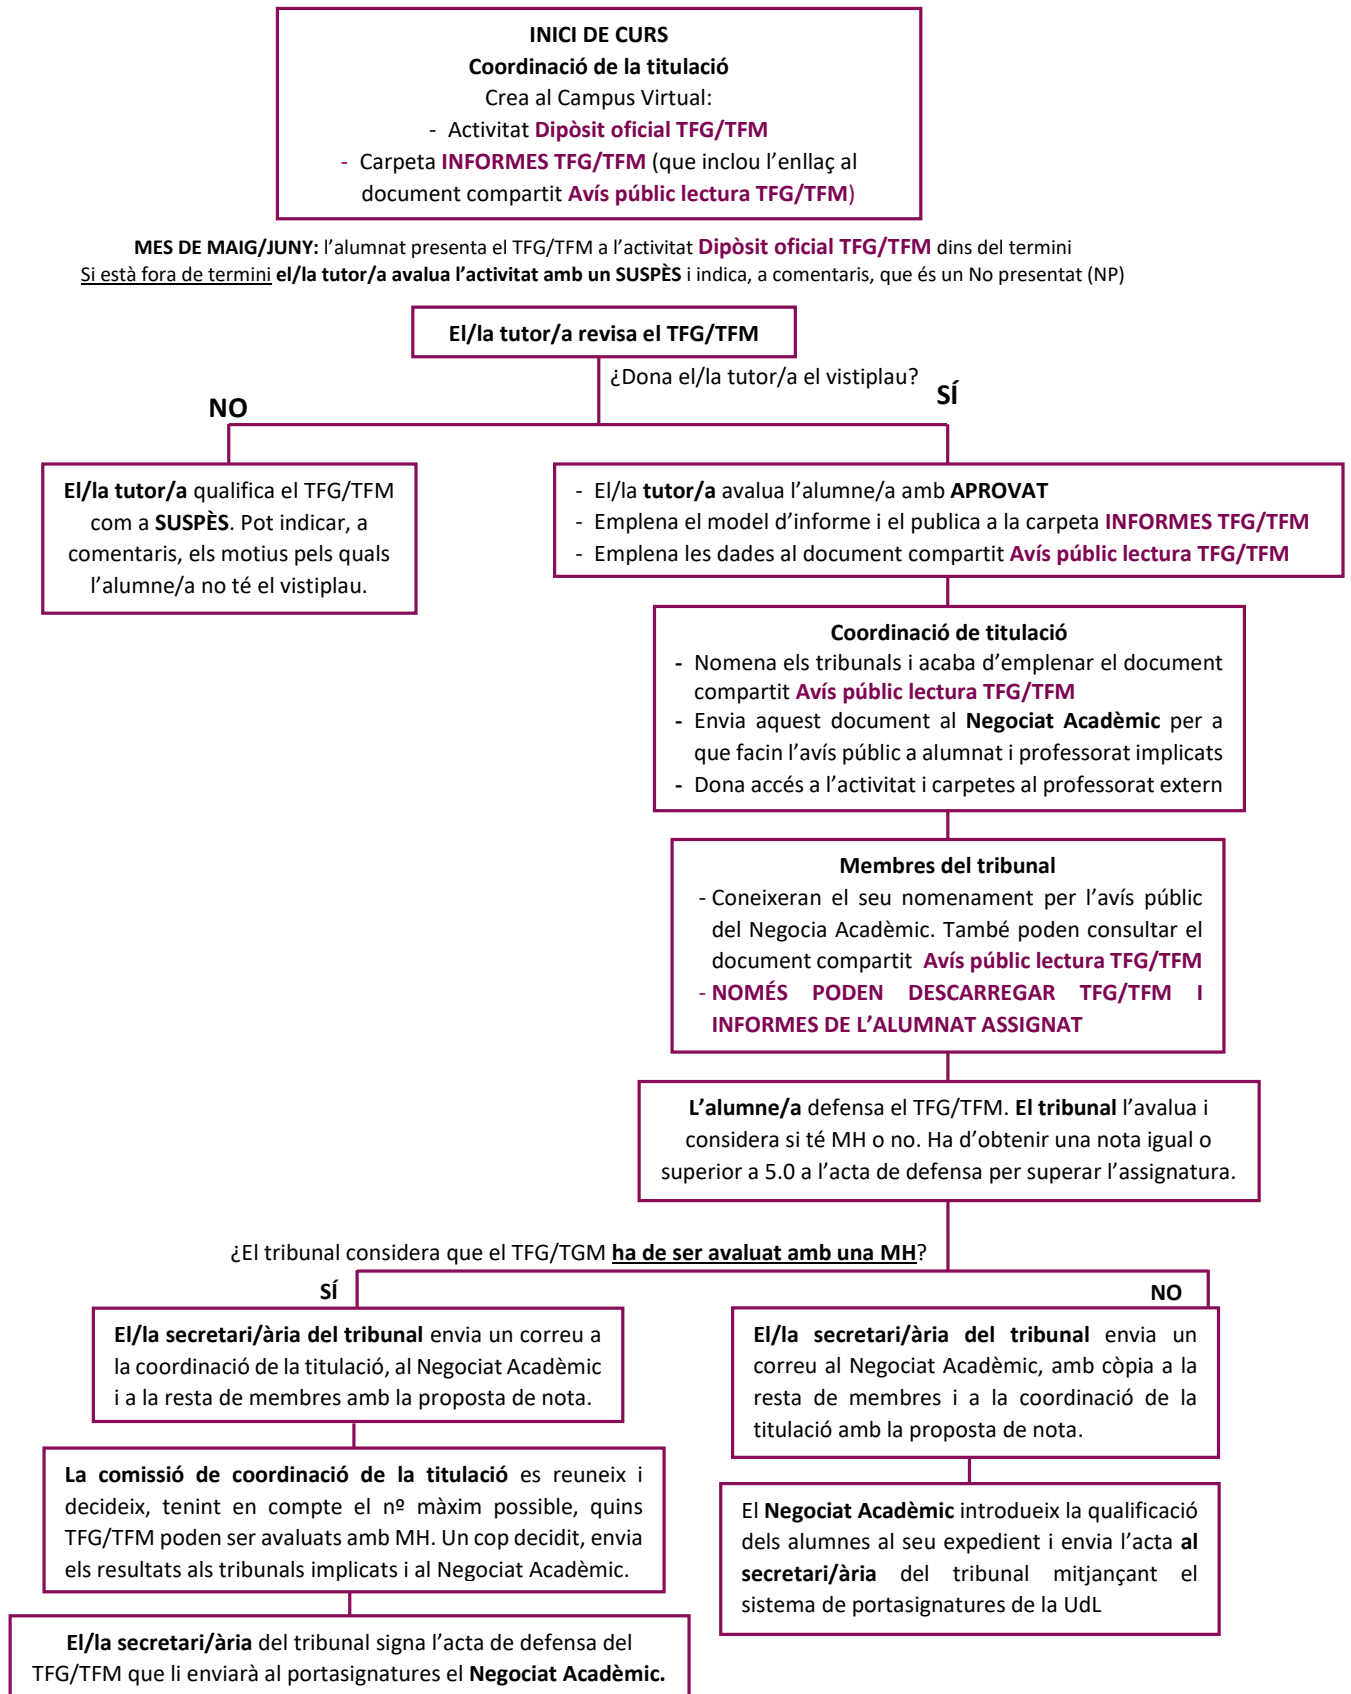 INICI DE CURS
Coordinació de la titulació
Crea al Campus Virtual:
- Activitat Dipòsit oficial TFG/TFM
- Carpeta INFORMES TFG/TFM (que inclou l’enllaç al
document compartit Avís públic lectura TFG/TFM)
MES DE MAIG/JUNY: l’alumnat presenta el TFG/TFM a l’activitat Dipòsit oficial TFG/TFM dins del termini
Si està fora de termini el/la tutor/a avalua l’activitat amb un SUSPÈS i indica, a comentaris, que és un No presentat (NP)
El/la tutor/a revisa el TFG/TFM
¿Dona el/la tutor/a el vistiplau?
NO
SÍ
El/la tutor/a qualifica el TFG/TFM
com a SUSPÈS. Pot indicar, a
comentaris, els motius pels quals
l’alumne/a no té el vistiplau.
- El/la tutor/a avalua l’alumne/a amb APROVAT
- Emplena el model d’informe i el publica a la carpeta INFORMES TFG/TFM
- Emplena les dades al document compartit Avís públic lectura TFG/TFM
Coordinació de titulació
- Nomena els tribunals i acaba d’emplenar el document
compartit Avís públic lectura TFG/TFM
- Envia aquest document al Negociat Acadèmic per a
que facin l’avís públic a alumnat i professorat implicats
- Dona accés a l’activitat i carpetes al professorat extern
Membres del tribunal
- Coneixeran el seu nomenament per l’avís públic
del Negocia Acadèmic. També poden consultar el
document compartit Avís públic lectura TFG/TFM
- NOMÉS PODEN DESCARREGAR TFG/TFM I
INFORMES DE L’ALUMNAT ASSIGNAT
L’alumne/a defensa el TFG/TFM. El tribunal l’avalua i
considera si té MH o no. Ha d’obtenir una nota igual o
superior a 5.0 a l’acta de defensa per superar l’assignatura.
¿El tribunal considera que el TFG/TGM ha de ser avaluat amb una MH?
SÍ
NO
El/la secretari/ària del tribunal envia un correu a
la coordinació de la titulació, al Negociat Acadèmic
i a la resta de membres amb la proposta de nota.
El/la secretari/ària del tribunal envia un
correu al Negociat Acadèmic, amb còpia a la
resta de membres i a la coordinació de la
titulació amb la proposta de nota.
La comissió de coordinació de la titulació es reuneix i
decideix, tenint en compte el nº màxim possible, quins
TFG/TFM poden ser avaluats amb MH. Un cop decidit, envia
els resultats als tribunals implicats i al Negociat Acadèmic.
El Negociat Acadèmic introdueix la qualificació
dels alumnes al seu expedient i envia l’acta al
secretari/ària del tribunal mitjançant el
sistema de portasignatures de la UdL
El/la secretari/ària del tribunal signa l’acta de defensa del
TFG/TFM que li enviarà al portasignatures el Negociat Acadèmic.